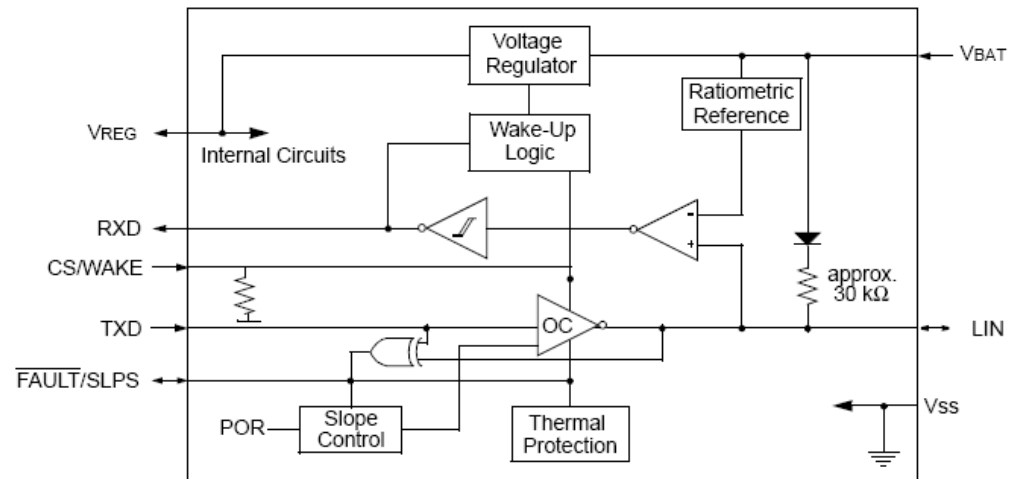 Voltage
Regulator
VBAT
Ratiometric
Reference
VREG
Internal Circuits
Wake-Up
Logic
RXD
-
+
CS/WAKE
approx.
30 kΩ
TXD
OC
LIN
FAULT/SLPS
POR
Slope
Control
Thermal
Protection
VSS